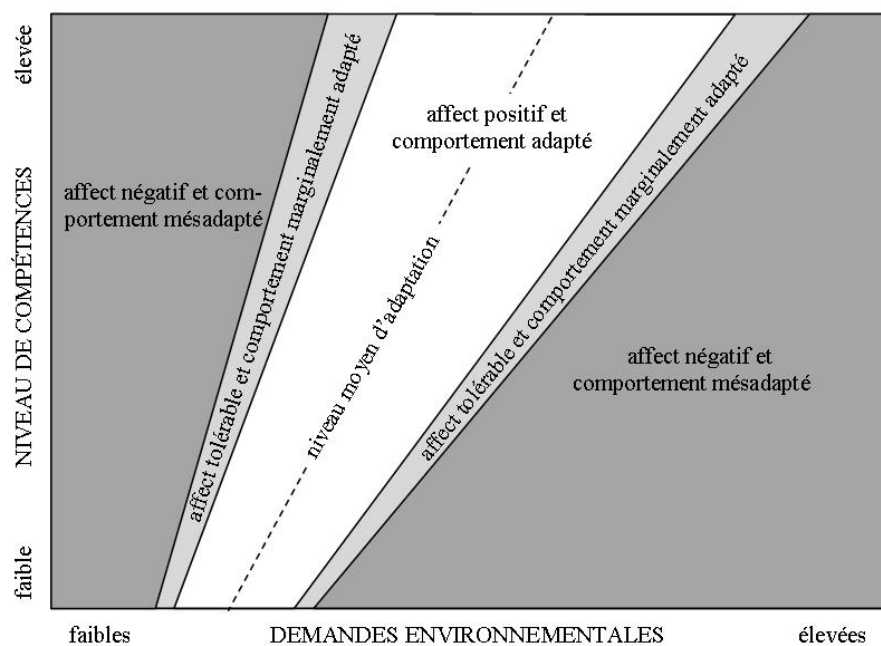 élevée
NIVEAU DE COMPÉTENCES
faible
affect négatif et com-
portement mésadapté
affect tolérable et comportement marginalement adapté
affect positif et
comportement adapté
niveau moyen d'adaptation
affect tolérable et comportement marginalement adapté
affect négatif et
comportement mésadapté
faibles
DEMANDES ENVIRONNEMENTALES
élevées